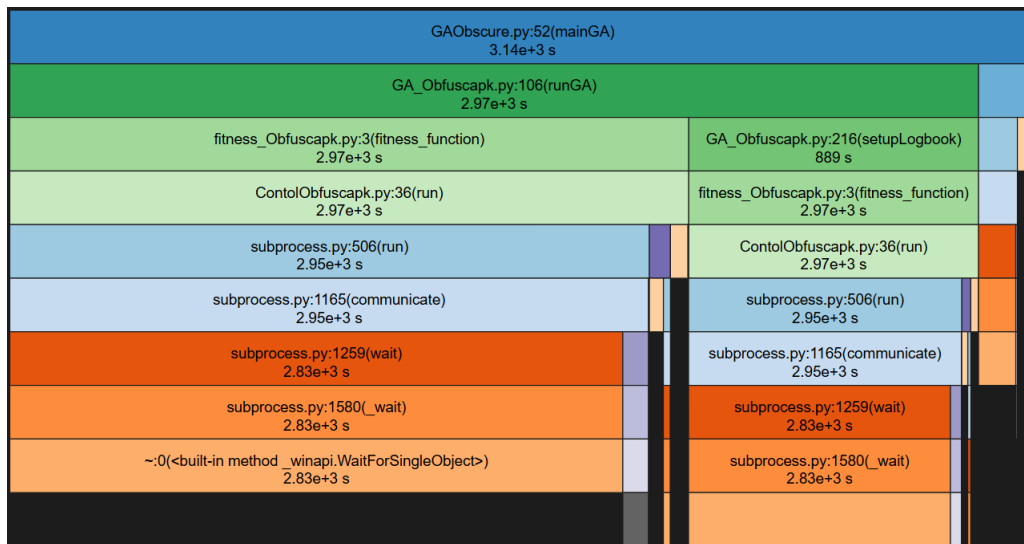 GAObscure.py:52(mainGA)
3.14e+3 s
GA_Obfuscapk.py:106(runGA)
2.97e+3 s
fitness_Obfuscapk.py:3(fitness_function)
2.97e+3 s
GA_Obfuscapk.py:216(setupLogbook)
889 s
ContolObfuscapk.py:36(run)
2.97e+3 s
fitness_Obfuscapk.py:3(fitness_function)
2.97e+3 s
subprocess.py:506(run)
2.95e+3 s
ContolObfuscapk.py:36(run)
2.97e+3 s
subprocess.py:1165(communicate)
2.95e+3 s
subprocess.py:506(run)
2.95e+3 s
subprocess.py:1259(wait)
2.83e+3 s
subprocess.py:1165(communicate)
2.95e+3 s
subprocess.py:1580(_wait)
2.83e+3 s
subprocess.py:1259(wait)
2.83e+3 s
~:0(<built-in method _winapi.WaitForSingleObject>)
2.83e+3 s
subprocess.py:1580(_wait)
2.83e+3 s